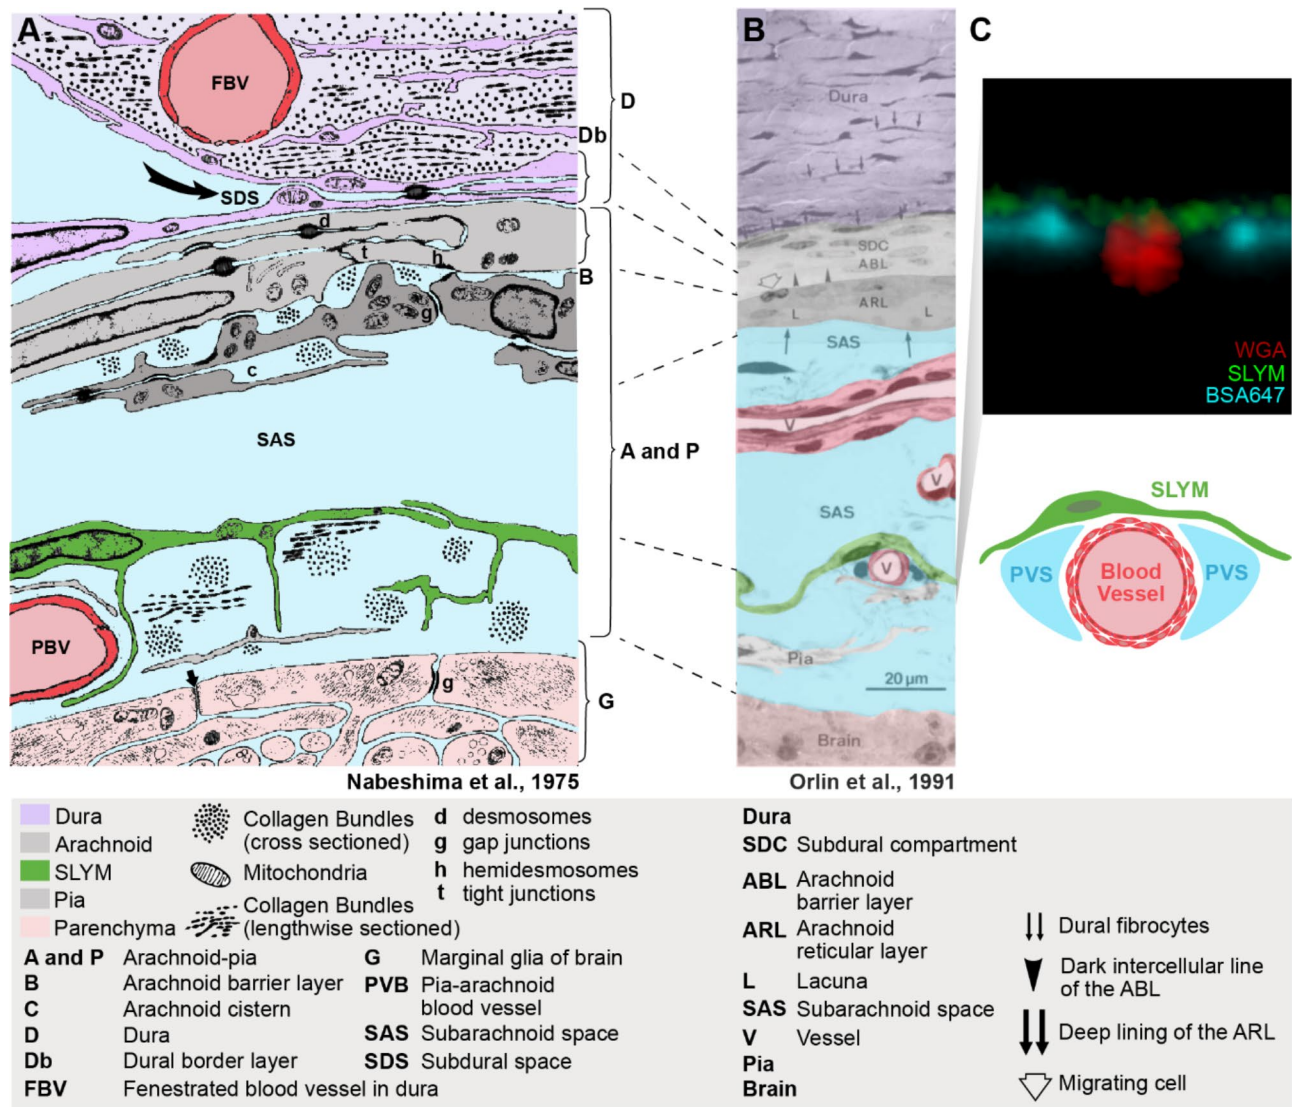 A
FBV
D
Db
SDS
d
t
h
B
g
c
SAS
A and P
PBV
g
G
Nabeshima et al., 1975
B
Dura
SDC
ABL
ARL
L
L
SAS
V
V
SAS
V
Pia
20 μm
Brain
Orlin et al., 1991
C
WGA
SLYM
BSA647
SLYM
PVS
Blood
Vessel
PVS
Dura
Arachnoid
SLYM
Pia
Parenchyma
Collagen Bundles
(cross sectioned)
Mitochondria
Collagen Bundles
(lengthwise sectioned)
d desmosomes
g gap junctions
h hemidesmosomes
t tight junctions
A and P Arachnoid-pia
B Arachnoid barrier layer
C Arachnoid cistern
D Dura
Db Dural border layer
FBV Fenestrated blood vessel in dura
G Marginal glia of brain
PVB Pia-arachnoid
blood vessel
SAS Subarachnoid space
SDS Subdural space
Dura
SDC Subdural compartment
ABL Arachnoid
barrier layer
ARL Arachnoid
reticular layer
L Lacuna
SAS Subarachnoid space
V Vessel
Pia
Brain
Dural fibrocytes
Dark intercellular line
of the ABL
Deep lining of the ARL
Migrating cell